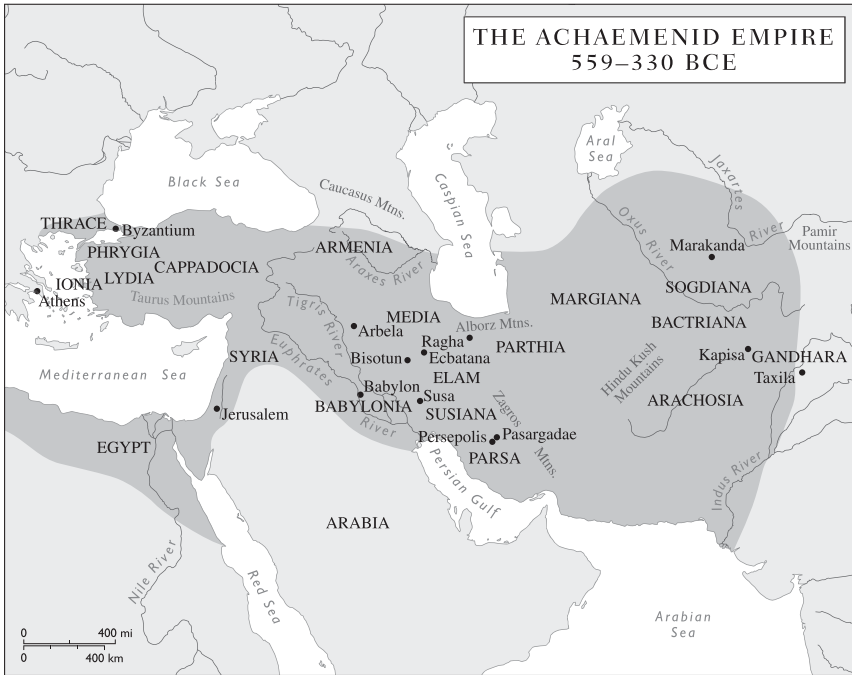 THE ACHAEMENID EMPIRE
559–330 BCE
Aral
Sea
Jaxartes
River
Black Sea
Caucasus Mtns.
Caspian Sea
Oxus River
Pamir
Mountains
THRACE
Byzantium
PHRYGIA
ARMENIA
Marakanda
IONIA
LYDIA
CAPPADOCIA
Araxes River
Athens
Taurus Mountains
SOGDIANA
MARGIANA
Tigris
River
MEDIA
Arbela
Alborz Mtns.
BACTRIANA
Ragha
PARTHIA
Kapisa
GANDHARA
SYRIA
Euphrates
River
Bisotun
Ecbatana
Hindu Kush
Mountains
Taxila
Mediterranean Sea
ELAM
Babylon
Susa
Zagros
Mtns.
ARACHOSIA
Jerusalem
BABYLONIA
SUSIANA
EGYPT
Persepolis
Pasargadae
PARSA
Persian Gulf
Indus River
ARABIA
Nile River
Red Sea
Arabian
Sea
0 400 mi
0 400 km